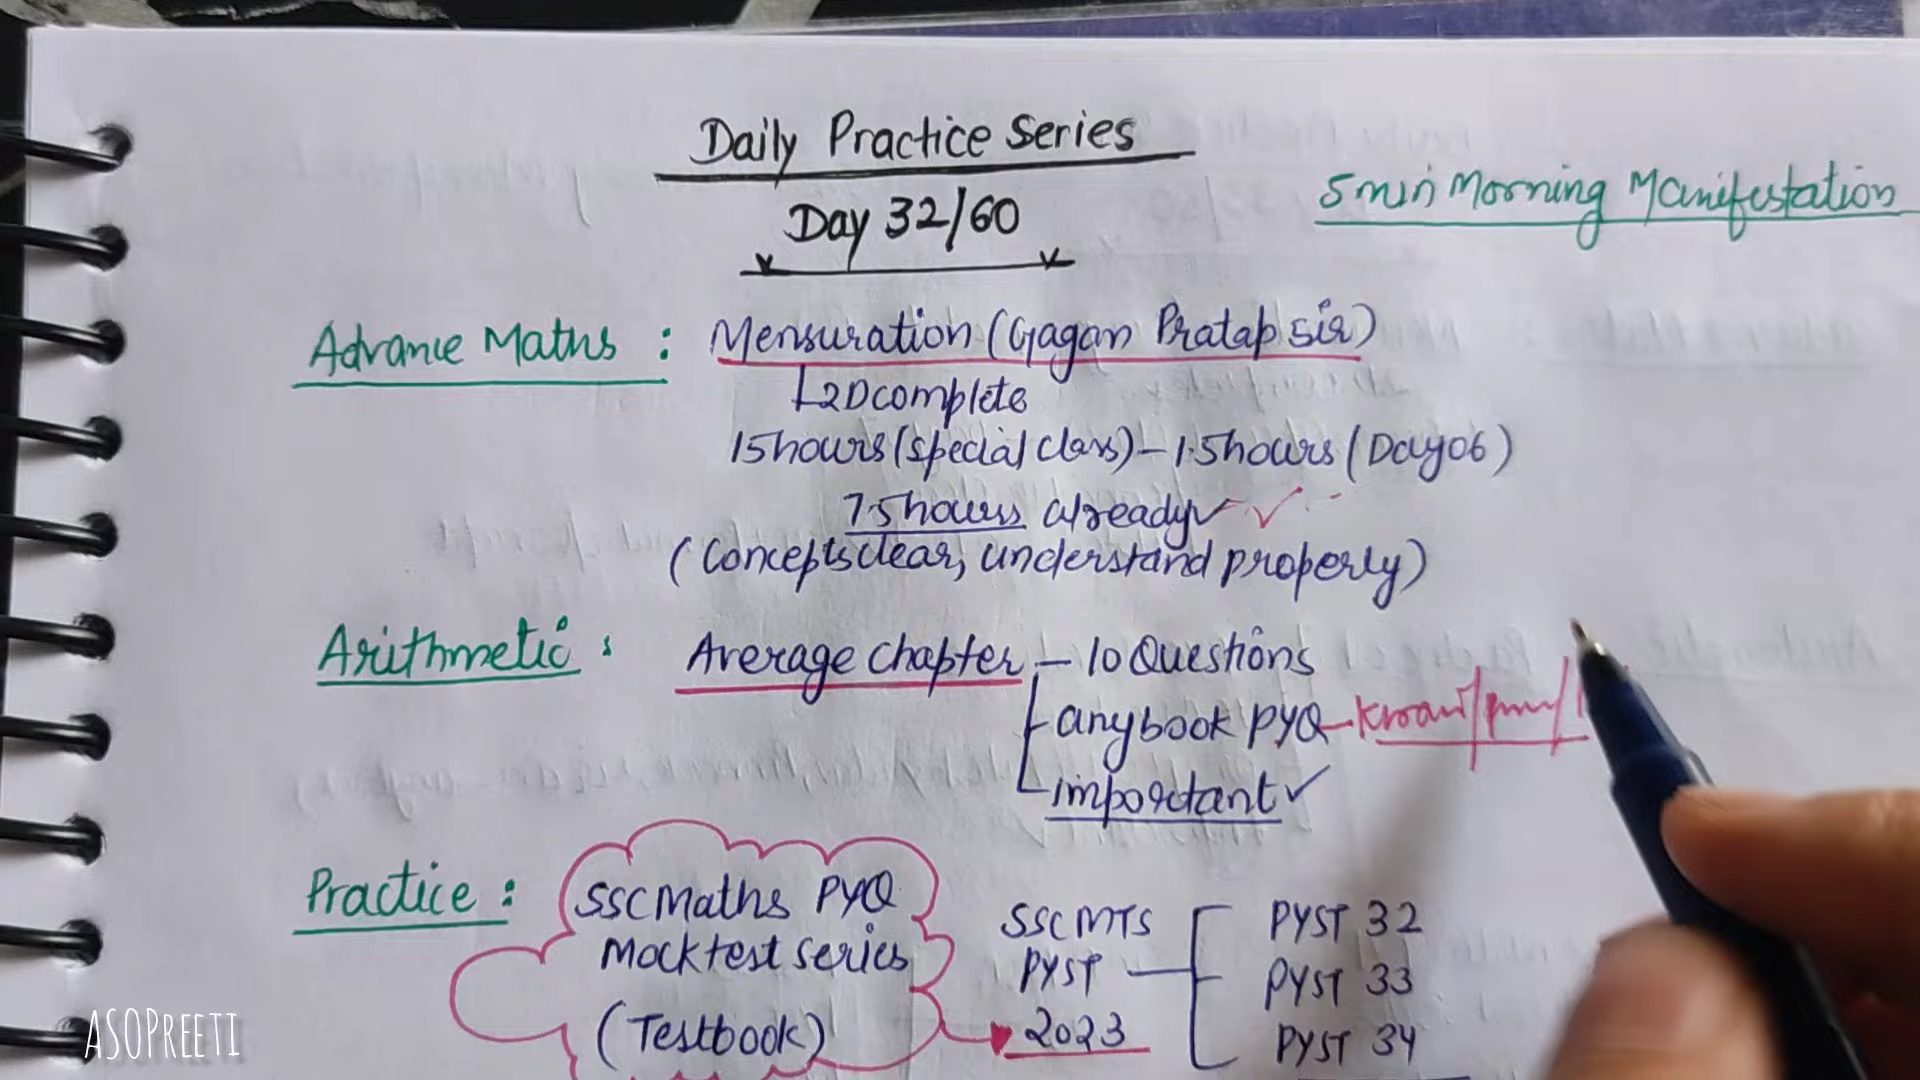 Daily Practice Series
Day 32/60
5 min Morning Manifestation
Advance Maths : Mensuration (Gagan Pratap sir)
2D complete
15 hours (special class) - 1.5 hours (Day 06)
7.5 hours already ✓ ✓
(Concepts clear, understand properly)
Arithmetic : Average chapter - 10 Questions
any book PYQ
important ✓
Practice : SSC Maths PYQ
Mock test series
(Testbook)
SSC MTS
PYST
2023
PYST 32
PYST 33
PYST 34
ASOPREETI